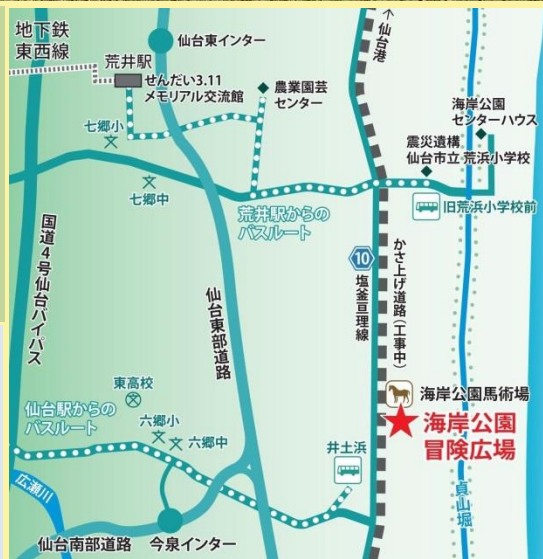 地下鉄
東西線
荒井駅
せんだい3.11
メモリアル交流館
仙台東インター
農業園芸
センター
↑仙台港
海岸公園
センターハウス
震災遺構
仙台市立 荒浜小学校
七郷小
七郷中
荒井駅からの
バスルート
旧荒浜小学校前
国道4号仙台バイパス
仙台東部道路
10
塩釜亘理線
かさ上げ道路(工事中)
海岸公園馬術場
海岸公園
冒険広場
東高校
仙台駅からの
バスルート
六郷小
六郷中
井土浜
貞山堀
広瀬川
仙台南部道路
今泉インター